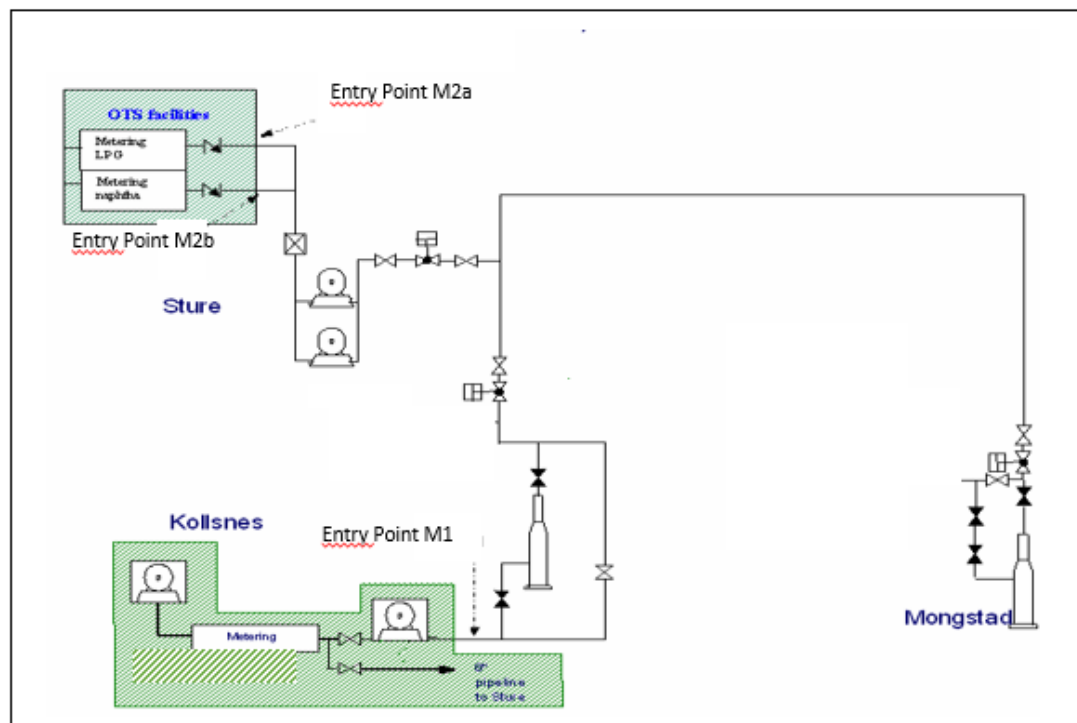 Entry Point M2a
OTS facilities
Metering
LPG
Metering
naphtha
Entry Point M2b
Sture
Kollsnes
Entry Point M1
Metering
8"
pipeline
to Sture
Mongstad